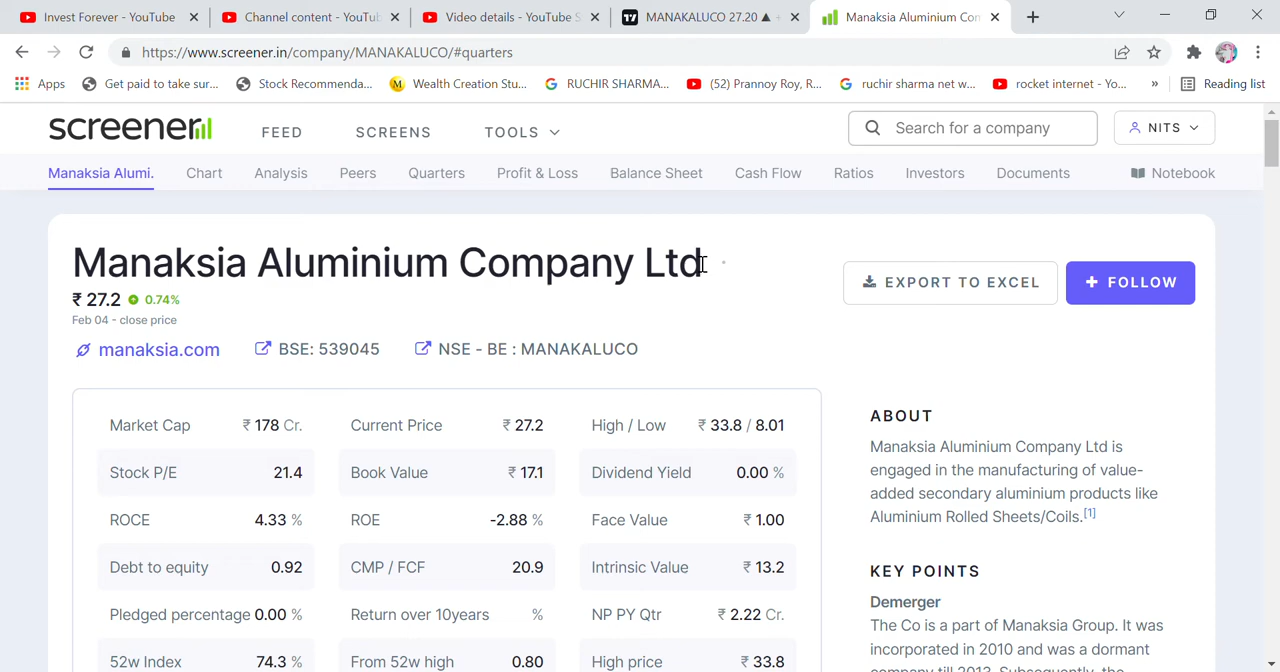 Invest Forever - YouTube
Channel content - YouTu
Video details - YouTube S
MANAKALUCO 27.20 ▲
Manaksia Aluminium Con
https://www.screener.in/company/MANAKALUCO/#quarters
Apps
Get paid to take sur...
Stock Recommenda...
Wealth Creation Stu...
RUCHIR SHARMA...
(52) Prannoy Roy, R...
ruchir sharma net w...
rocket internet - Yo...
»
Reading list
screener
FEED
SCREENS
TOOLS
Search for a company
NITS
Manaksia Alumi.
Chart
Analysis
Peers
Quarters
Profit & Loss
Balance Sheet
Cash Flow
Ratios
Investors
Documents
Notebook
Manaksia Aluminium Company Ltd
EXPORT TO EXCEL
+ FOLLOW
₹ 27.2 0.74%
Feb 04 - close price
manaksia.com
BSE: 539045
NSE - BE : MANAKALUCO
Market Cap ₹ 178 Cr.
Current Price ₹ 27.2
High / Low ₹ 33.8 / 8.01
Stock P/E 21.4
Book Value ₹ 17.1
Dividend Yield 0.00 %
ROCE 4.33 %
ROE -2.88 %
Face Value ₹ 1.00
Debt to equity 0.92
CMP / FCF 20.9
Intrinsic Value ₹ 13.2
Pledged percentage 0.00 %
Return over 10years %
NP PY Qtr ₹ 2.22 Cr.
52w Index 74.3 %
From 52w high 0.80
High price ₹ 33.8
ABOUT
Manaksia Aluminium Company Ltd is
engaged in the manufacturing of value-
added secondary aluminium products like
Aluminium Rolled Sheets/Coils.[1]
KEY POINTS
Demerger
The Co is a part of Manaksia Group. It was
incorporated in 2010 and was a dormant
company till 2013. Subsequently, the